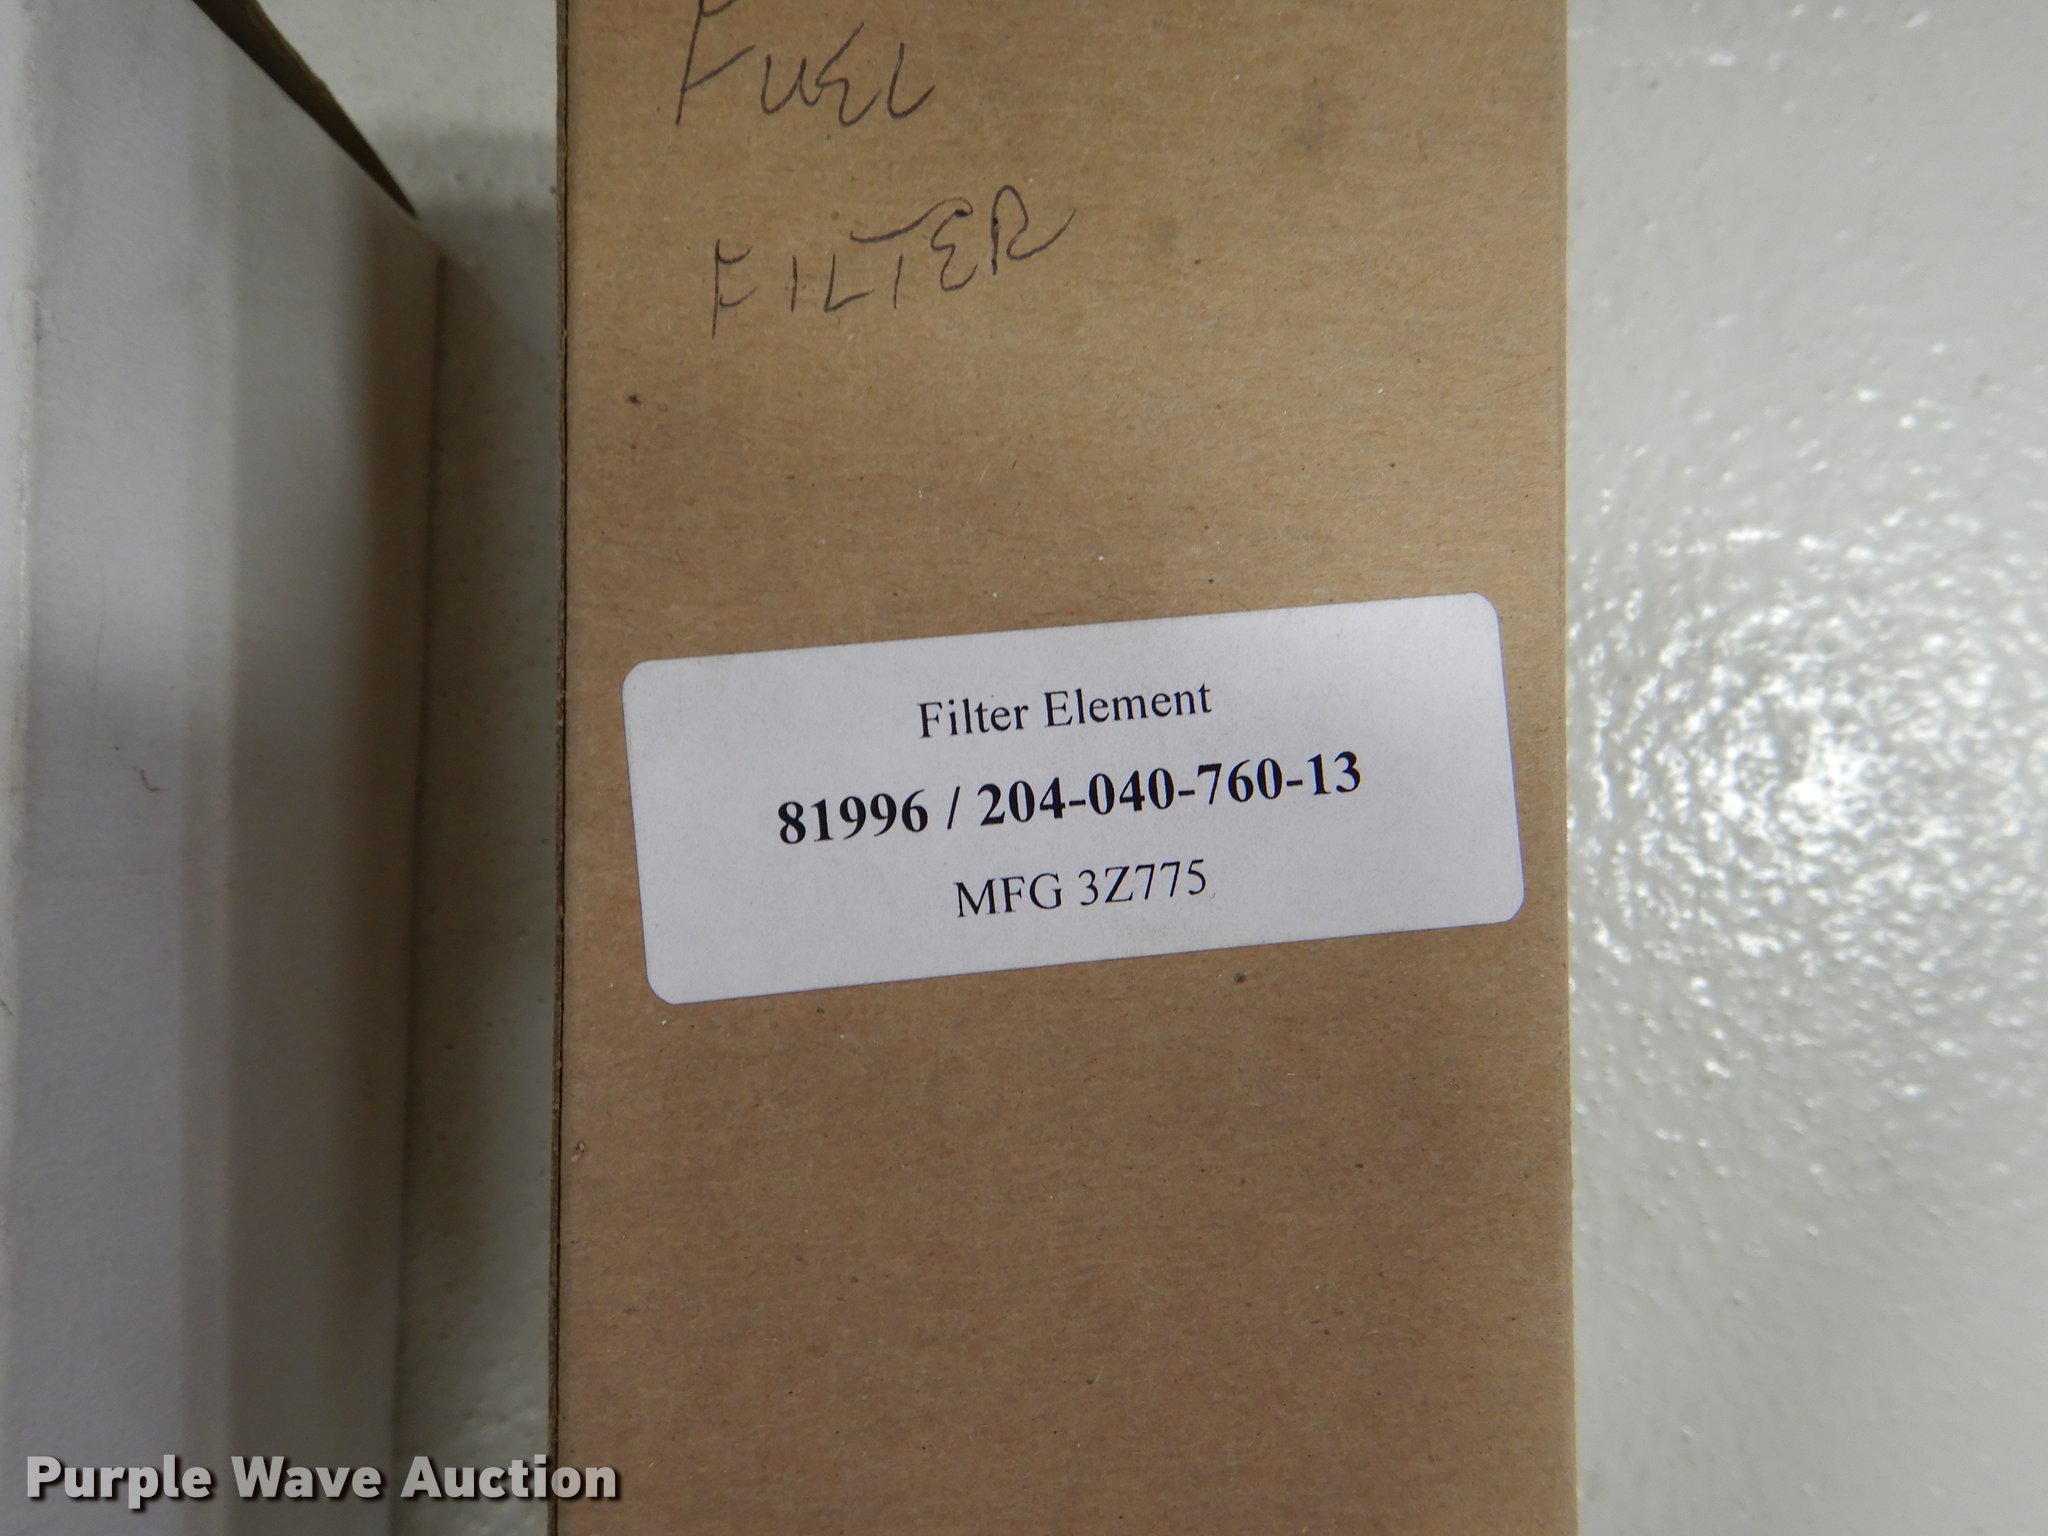 FUEL
FILTER
Filter Element
81996 / 204-040-760-13
MFG 3Z775
Purple Wave Auction